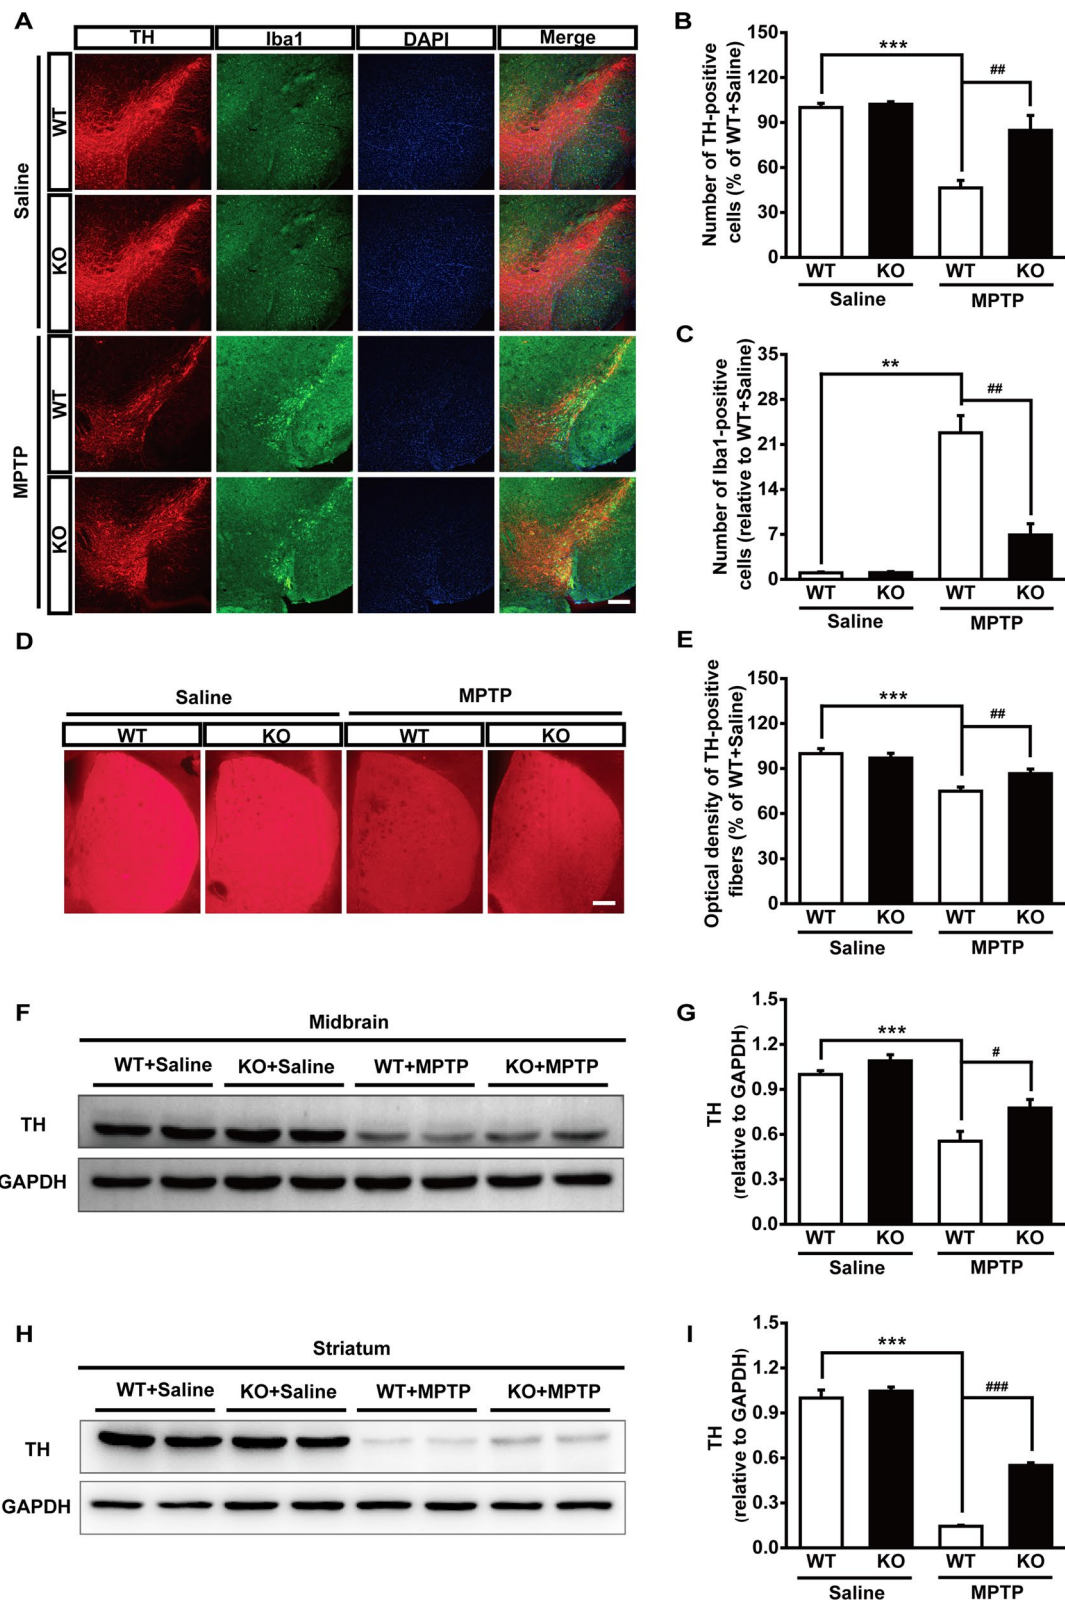 A
TH Iba1 DAPI Merge
Saline
WT
KO
MPTP
WT
KO
B
Number of TH-positive
cells (% of WT+Saline)
150
120
90
60
30
0
***
##
WT KO WT KO
Saline MPTP
C
Number of Iba1-positive
cells (relative to WT+Saline)
35
28
21
14
7
0
**
##
WT KO WT KO
Saline MPTP
D
Saline MPTP
WT KO WT KO
E
Optical density of TH-positive
fibers (% of WT+Saline)
150
120
90
60
30
0
***
##
WT KO WT KO
Saline MPTP
F
Midbrain
WT+Saline KO+Saline WT+MPTP KO+MPTP
TH
GAPDH
G
TH
(relative to GAPDH)
1.5
1.2
0.9
0.6
0.3
0.0
***
#
WT KO WT KO
Saline MPTP
H
Striatum
WT+Saline KO+Saline WT+MPTP KO+MPTP
TH
GAPDH
I
TH
(relative to GAPDH)
1.5
1.2
0.9
0.6
0.3
0.0
***
###
WT KO WT KO
Saline MPTP